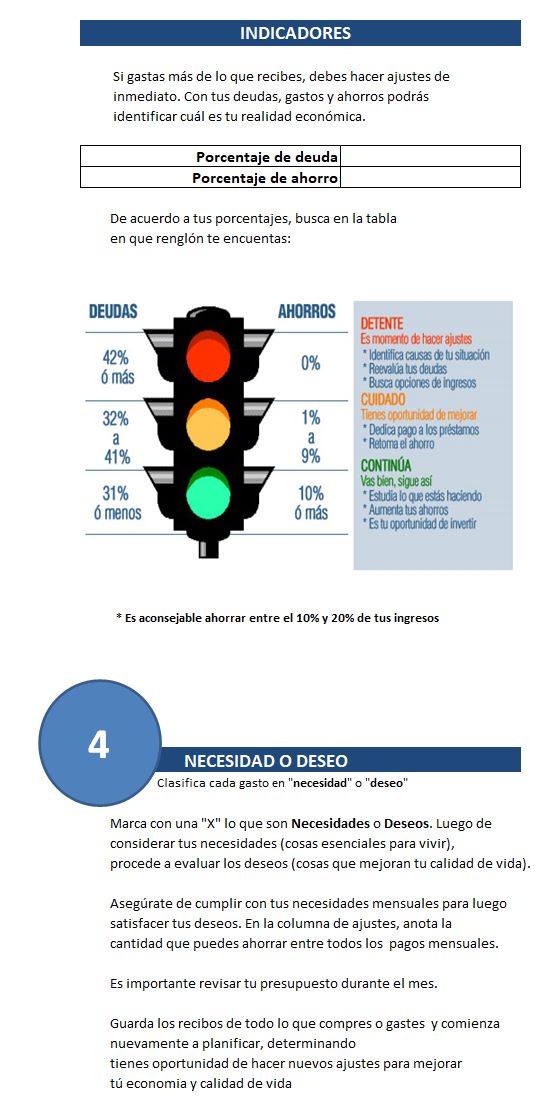 INDICADORES
Si gastas más de lo que recibes, debes hacer ajustes de
inmediato. Con tus deudas, gastos y ahorros podrás
identificar cuál es tu realidad económica.
Porcentaje de deuda
Porcentaje de ahorro
De acuerdo a tus porcentajes, busca en la tabla
en que renglón te encuentas:
DEUDAS
42%
ó más
32%
a
41%
31%
ó menos
AHORROS
0%
1%
a
9%
10%
ó más
DETENTE
Es momento de hacer ajustes
* Identifica causas de tu situación
* Reevalúa tus deudas
* Busca opciones de ingresos
CUIDADO
Tienes oportunidad de mejorar
* Dedica pago a los préstamos
* Retoma el ahorro
CONTINÚA
Vas bien, sigue así
* Estudia lo que estás haciendo
* Aumenta tus ahorros
* Es tu oportunidad de invertir
* Es aconsejable ahorrar entre el 10% y 20% de tus ingresos
4
NECESIDAD O DESEO
Clasifica cada gasto en "necesidad" o "deseo"
Marca con una "X" lo que son Necesidades o Deseos. Luego de
considerar tus necesidades (cosas esenciales para vivir),
procede a evaluar los deseos (cosas que mejoran tu calidad de vida).
Asegúrate de cumplir con tus necesidades mensuales para luego
satisfacer tus deseos. En la columna de ajustes, anota la
cantidad que puedes ahorrar entre todos los pagos mensuales.
Es importante revisar tu presupuesto durante el mes.
Guarda los recibos de todo lo que compres o gastes y comienza
nuevamente a planificar, determinando
tienes oportunidad de hacer nuevos ajustes para mejorar
tú economia y calidad de vida